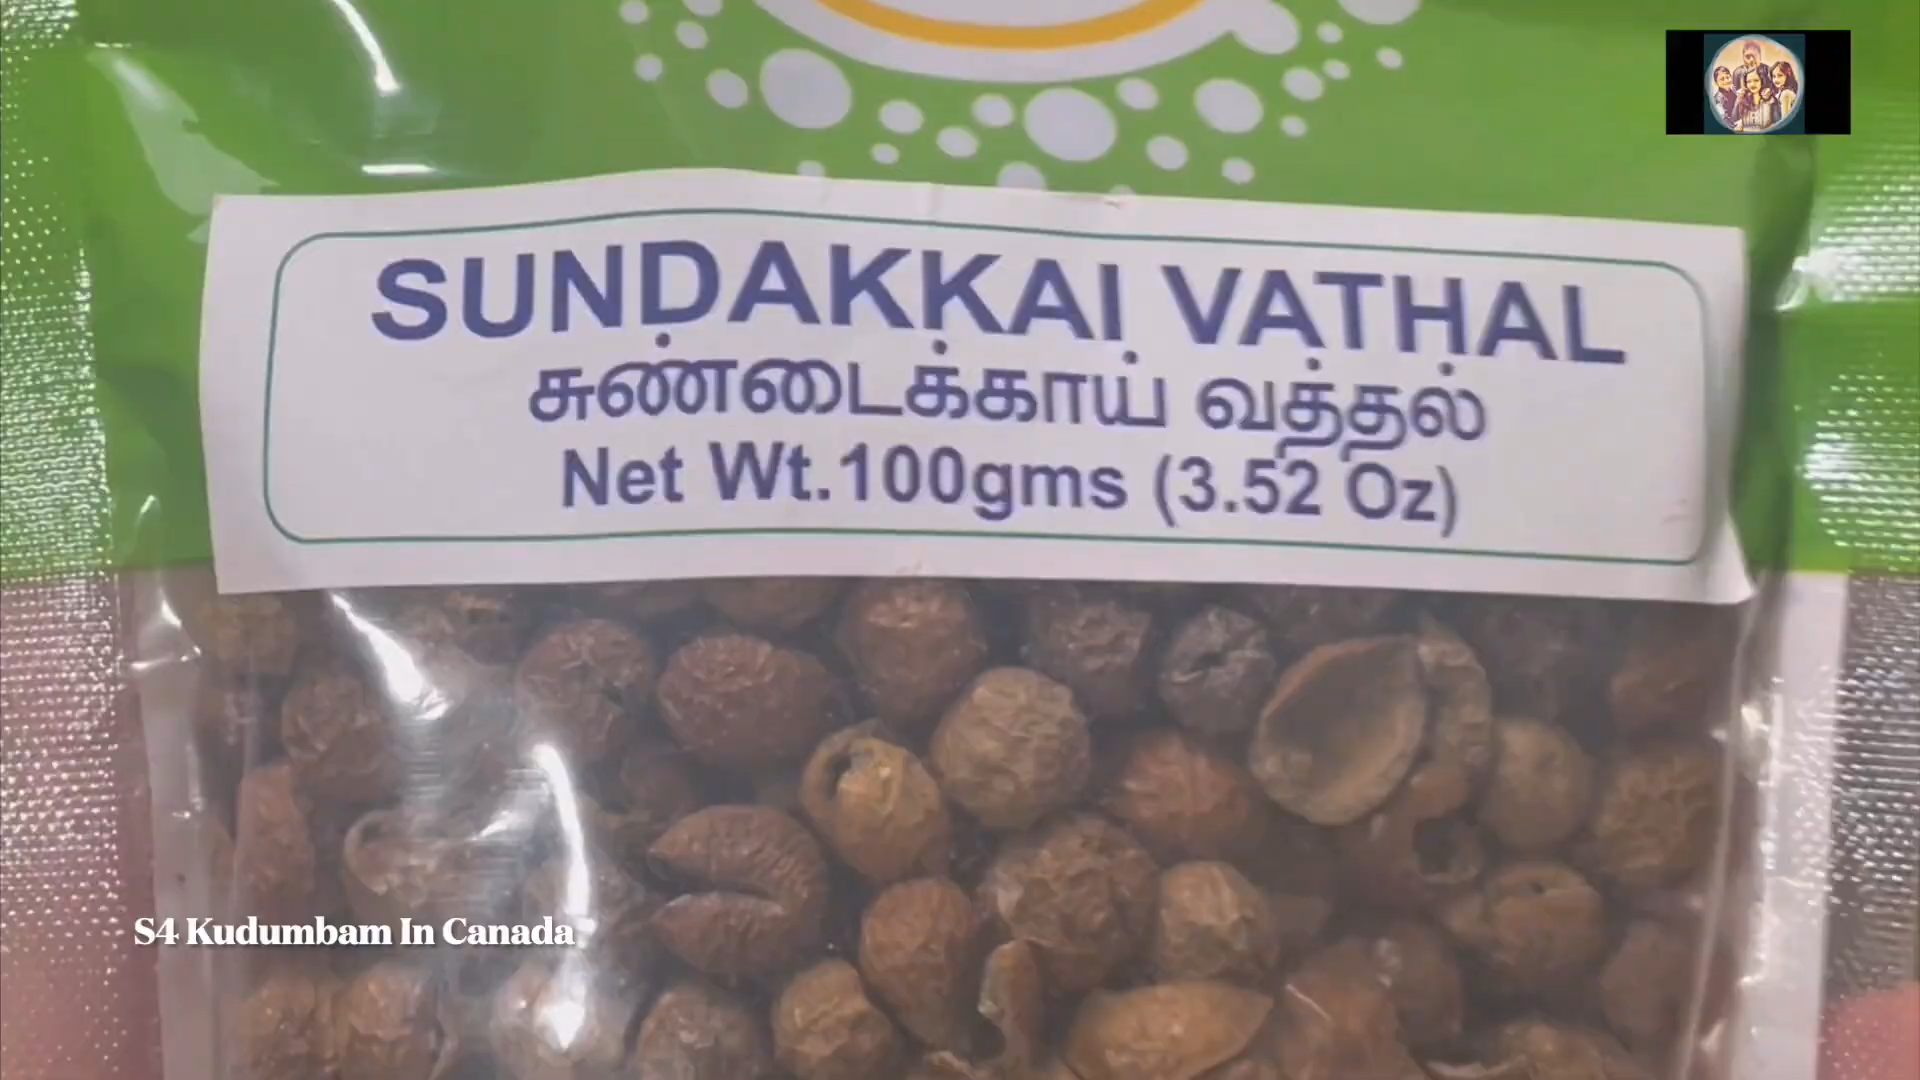 SUNDAKKAI VATHAL
சுண்டைக்காய் வத்தல்
Net Wt.100gms (3.52 Oz)
S4 Kudumbam In Canada